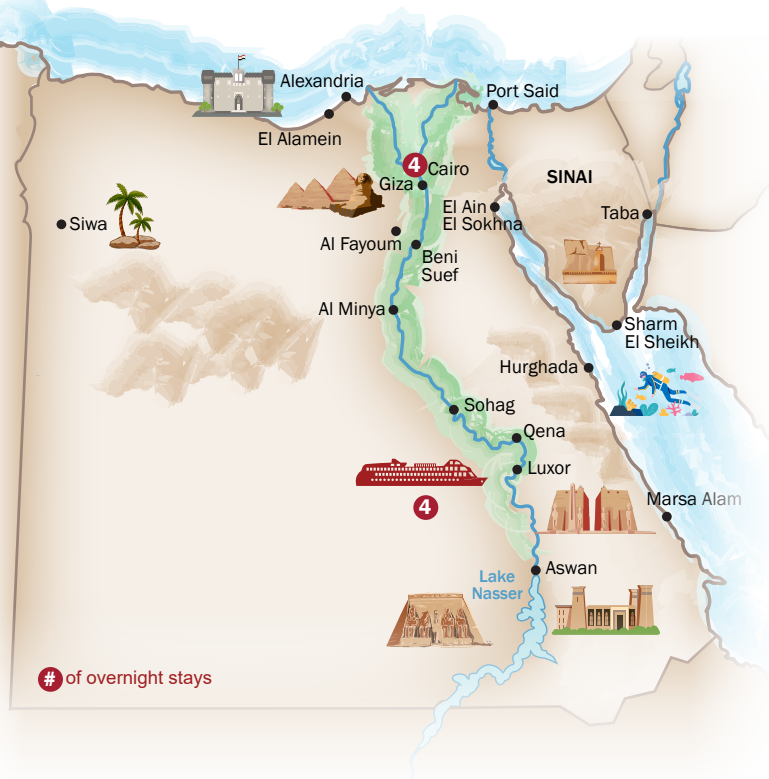 Alexandria
Port Said
El Alamein
4
Cairo
SINAI
Giza
El Ain
El Sokhna
Taba
Siwa
Al Fayoum
Beni
Suef
Al Minya
Sharm
El Sheikh
Hurghada
Sohag
Qena
Luxor
4
Marsa Alam
Aswan
Lake
Nasser
# of overnight stays